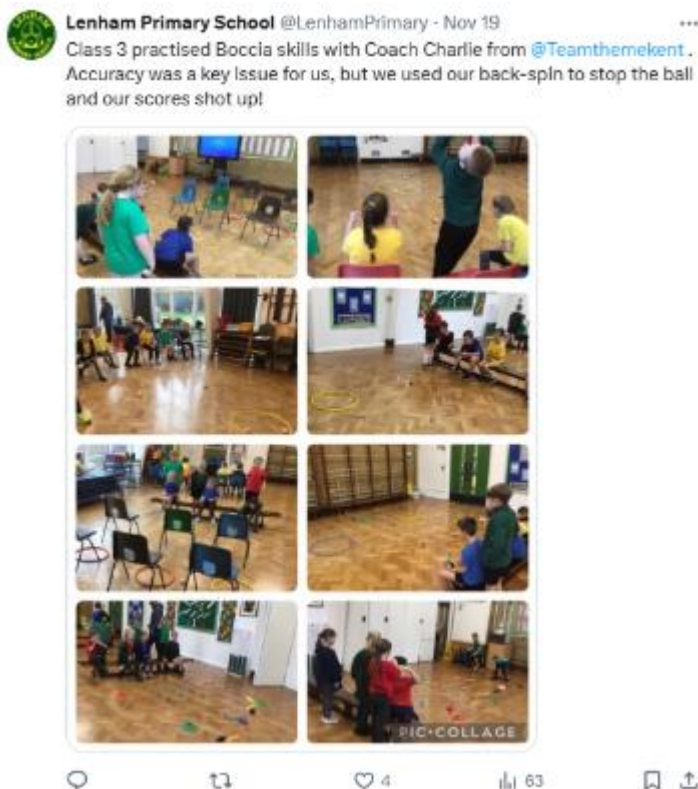 Lenham Primary School @LenhamPrimary · Nov 19
Class 3 practised Boccia skills with Coach Charlie from @Teamthemekent .
Accuracy was a key issue for us, but we used our back-spin to stop the ball
and our scores shot up!
PIC•COLLAGE
4
63